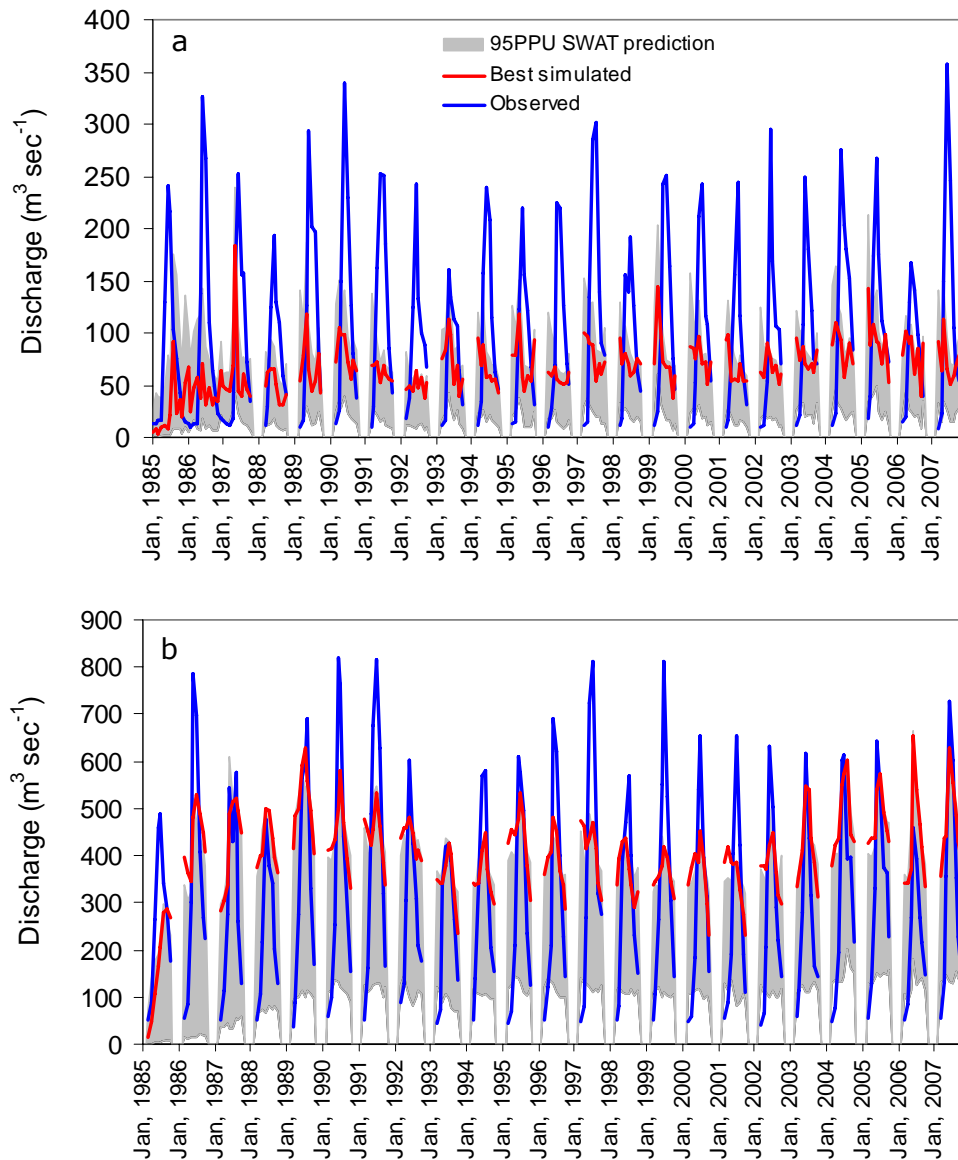 a
95PPU SWAT prediction
Best simulated
Observed
Discharge (m³ sec⁻¹)
400
350
300
250
200
150
100
50
0
Jan, 1985
Jan, 1986
Jan, 1987
Jan, 1988
Jan, 1989
Jan, 1990
Jan, 1991
Jan, 1992
Jan, 1993
Jan, 1994
Jan, 1995
Jan, 1996
Jan, 1997
Jan, 1998
Jan, 1999
Jan, 2000
Jan, 2001
Jan, 2002
Jan, 2003
Jan, 2004
Jan, 2005
Jan, 2006
Jan, 2007
b
Discharge (m³ sec⁻¹)
900
800
700
600
500
400
300
200
100
0
Jan, 1985
Jan, 1986
Jan, 1987
Jan, 1988
Jan, 1989
Jan, 1990
Jan, 1991
Jan, 1992
Jan, 1993
Jan, 1994
Jan, 1995
Jan, 1996
Jan, 1997
Jan, 1998
Jan, 1999
Jan, 2000
Jan, 2001
Jan, 2002
Jan, 2003
Jan, 2004
Jan, 2005
Jan, 2006
Jan, 2007